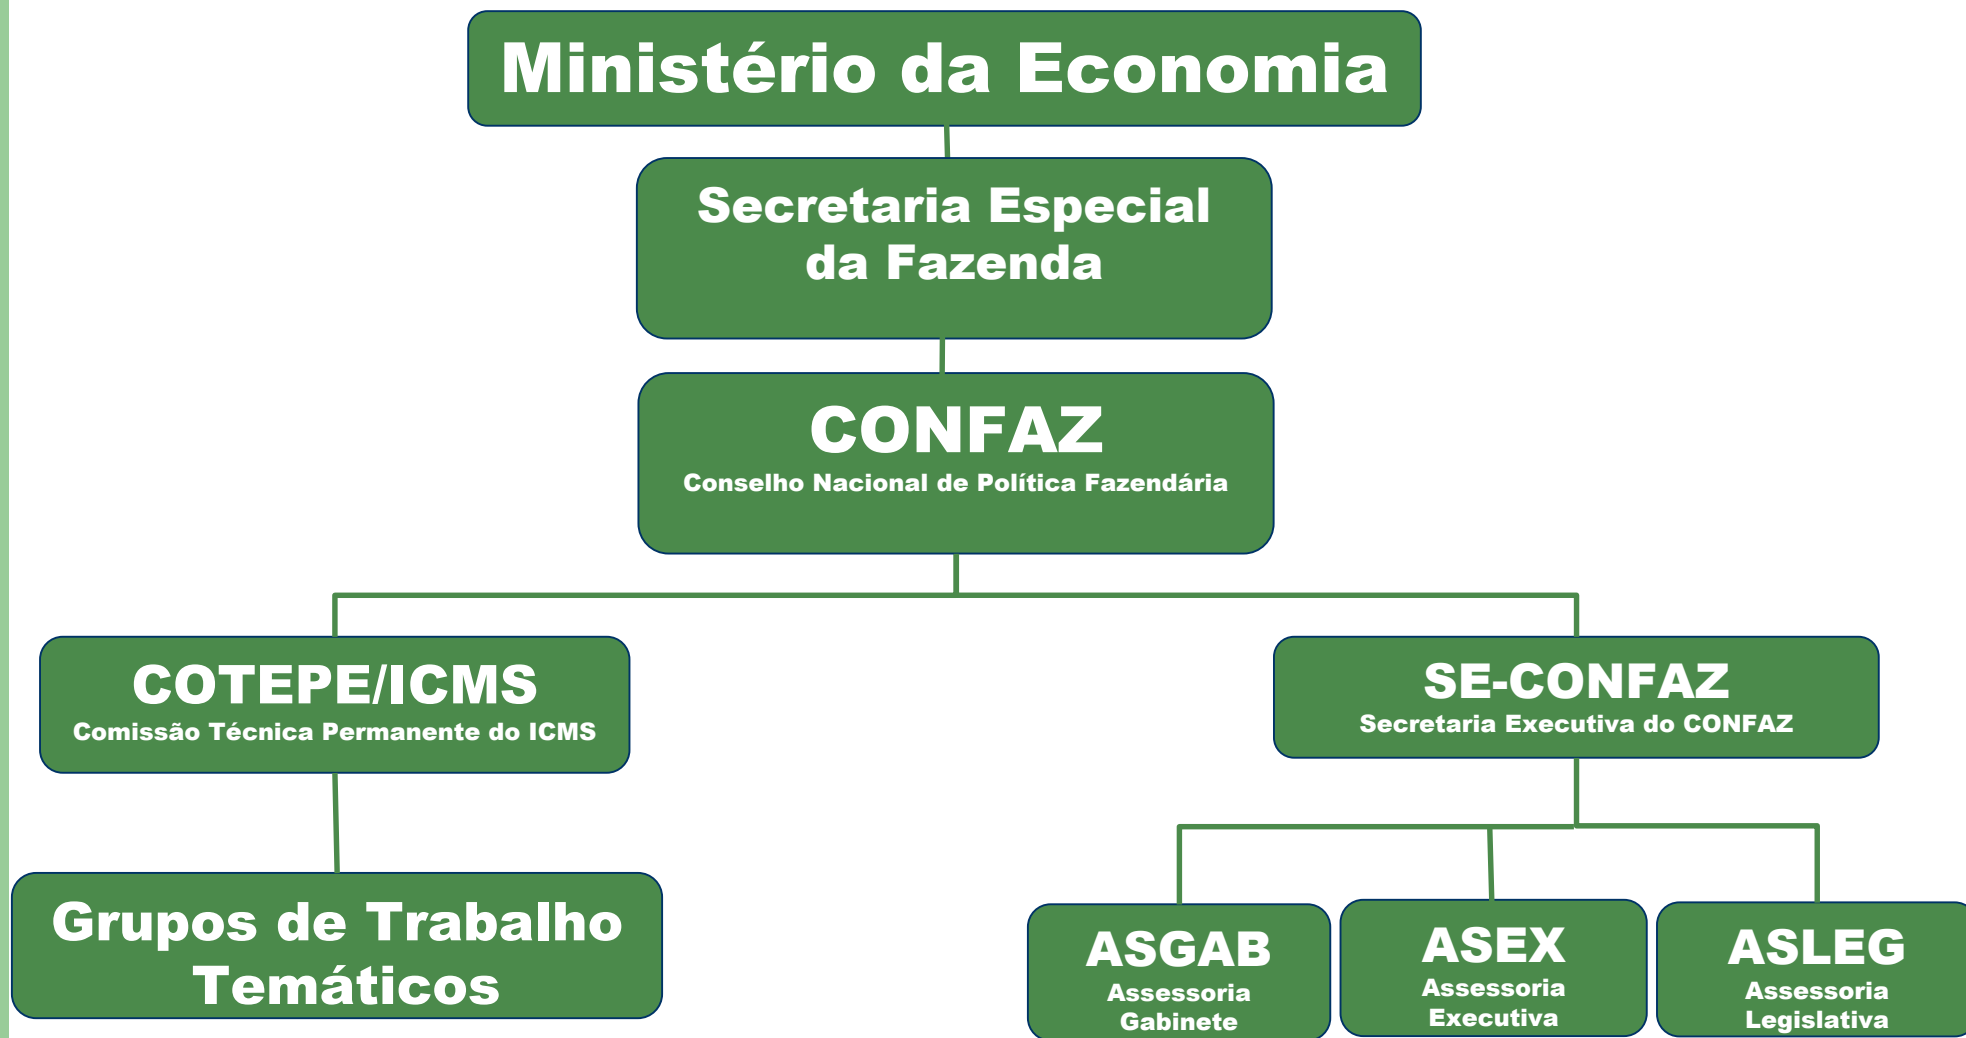 Ministério da Economia
Secretaria Especial
da Fazenda
CONFAZ
Conselho Nacional de Política Fazendária
COTEPE/ICMS
Comissão Técnica Permanente do ICMS
SE-CONFAZ
Secretaria Executiva do CONFAZ
Grupos de Trabalho
Temáticos
ASGAB
Assessoria
Gabinete
ASEX
Assessoria
Executiva
ASLEG
Assessoria
Legislativa